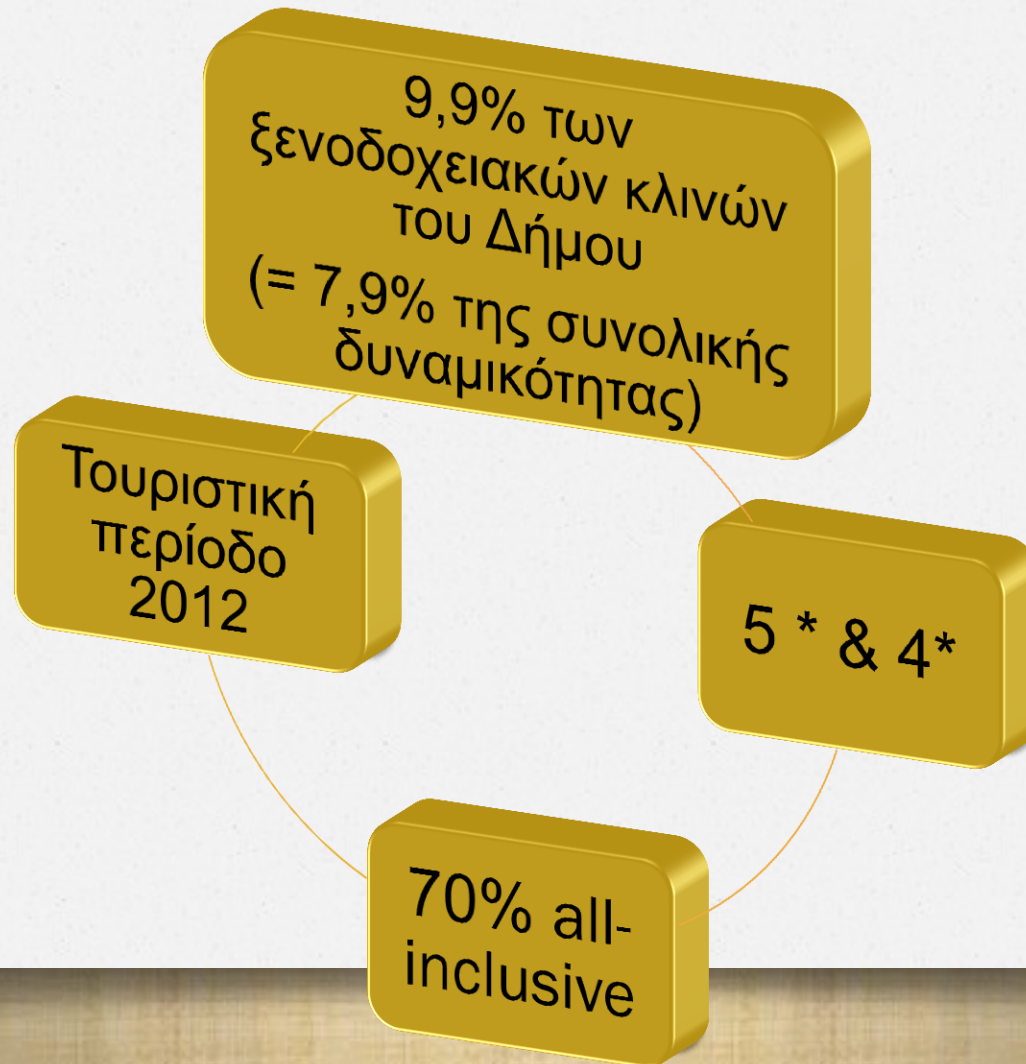 9,9% των
ξενοδοχειακών κλινών
του Δήμου
(= 7,9% της συνολικής
δυναμικότητας)
Τουριστική
περίοδο
2012
5 * & 4*
70% all-
inclusive